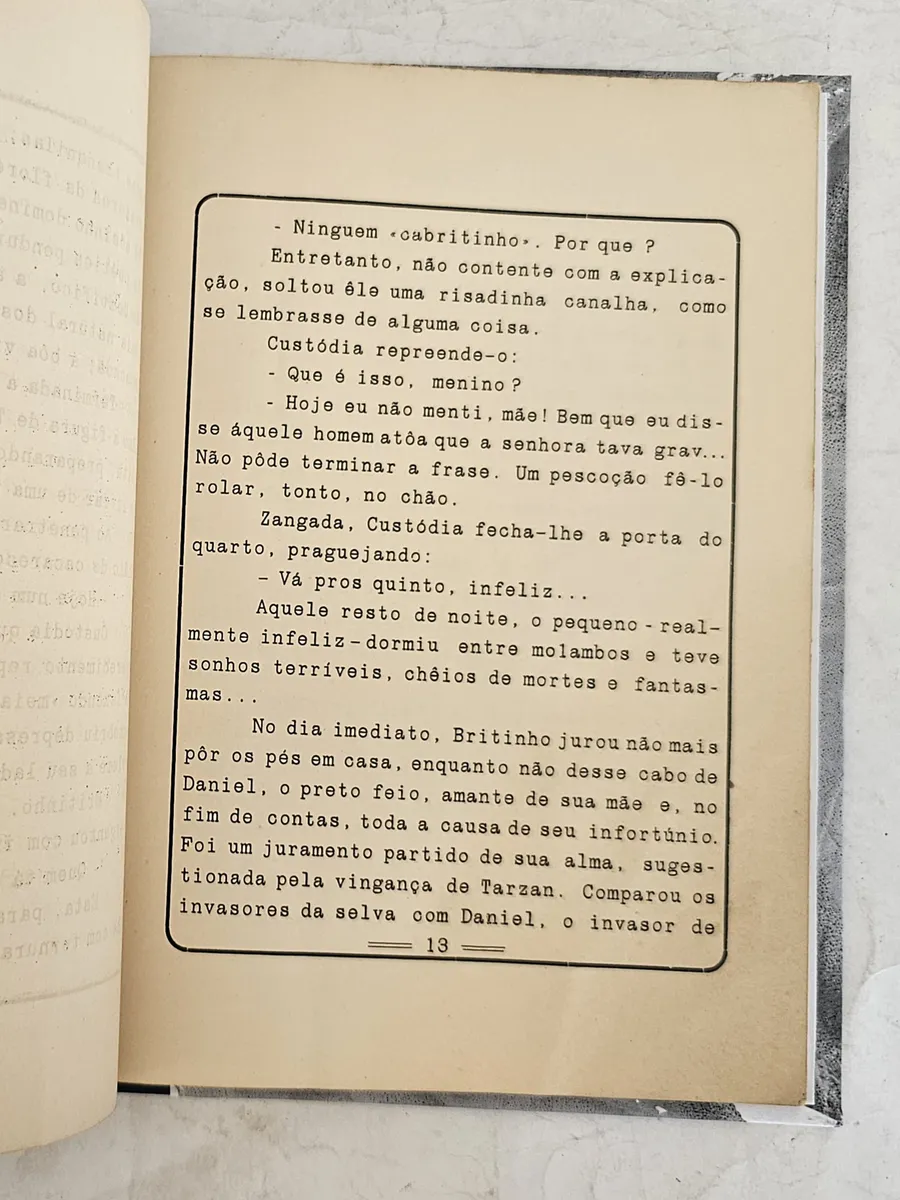 - Ninguem «cabritinho». Por que ?
Entretanto, não contente com a explica-
ção, soltou êle uma risadinha canalha, como
se lembrasse de alguma coisa.
Custódia repreende-o:
- Que é isso, menino ?
- Hoje eu não menti, mãe! Bem que eu dis-
se áquele homem atôa que a senhora tava grav...
Não pôde terminar a frase. Um pescoção fê-lo
rolar, tonto, no chão.
Zangada, Custódia fecha-lhe a porta do
quarto, praguejando:
- Vá pros quinto, infeliz...
Aquele resto de noite, o pequeno - real-
mente infeliz - dormiu entre molambos e teve
sonhos terríveis, chêios de mortes e fantas-
mas...
No dia imediato, Britinho jurou não mais
pôr os pés em casa, enquanto não desse cabo de
Daniel, o preto feio, amante de sua mãe e, no
fim de contas, toda a causa de seu infortúnio.
Foi um juramento partido de sua alma, suges-
tionada pela vingança de Tarzan. Comparou os
invasores da selva com Daniel, o invasor de
13